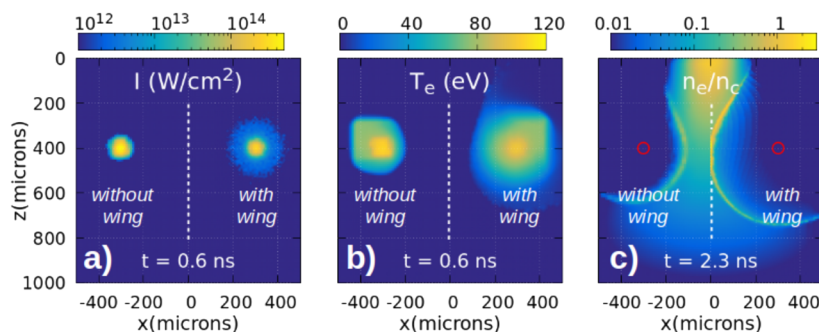 10^12 10^13 10^14
0 40 80 120
0.01 0.1 1
I (W/cm^2)
T_e (eV)
n_e/n_c
0
200
400
600
800
1000
z(microns)
without wing
with wing
without wing
with wing
without wing
with wing
a) t = 0.6 ns
b) t = 0.6 ns
c) t = 2.3 ns
-400 -200 0 200 400
-400 -200 0 200 400
-400 -200 0 200 400
x(microns)
x(microns)
x(microns)